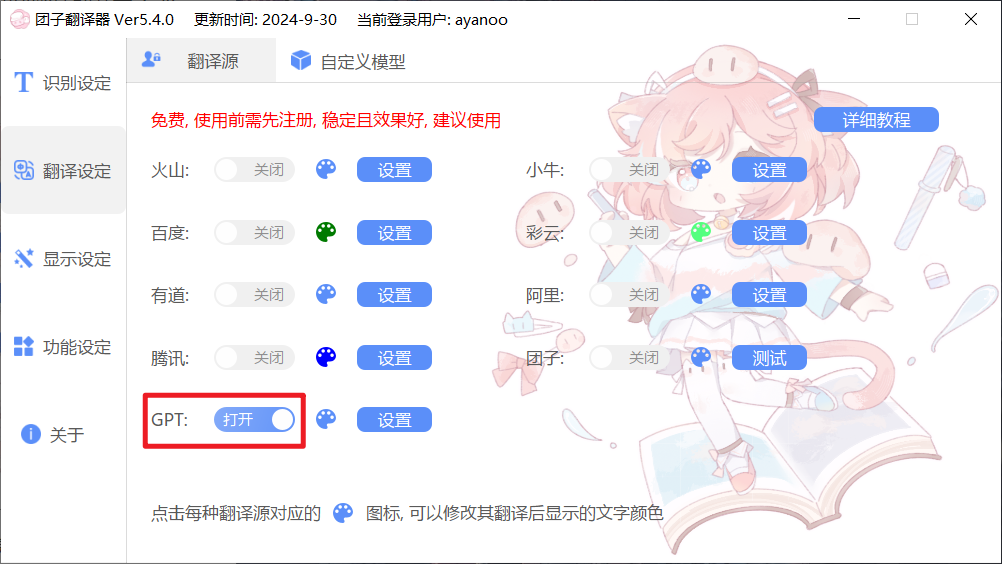 团子翻译器 Ver5.4.0 更新时间: 2024-9-30 当前登录用户: ayanoo
翻译源 自定义模型
识别设定
翻译设定
显示设定
功能设定
关于
免费, 使用前需先注册, 稳定且效果好, 建议使用 详细教程
火山: 关闭 设置 小牛: 关闭 设置
百度: 关闭 设置 彩云: 关闭 设置
有道: 关闭 设置 阿里: 关闭 设置
腾讯: 关闭 设置 团子: 关闭 测试
GPT: 打开 设置
点击每种翻译源对应的 图标, 可以修改其翻译后显示的文字颜色